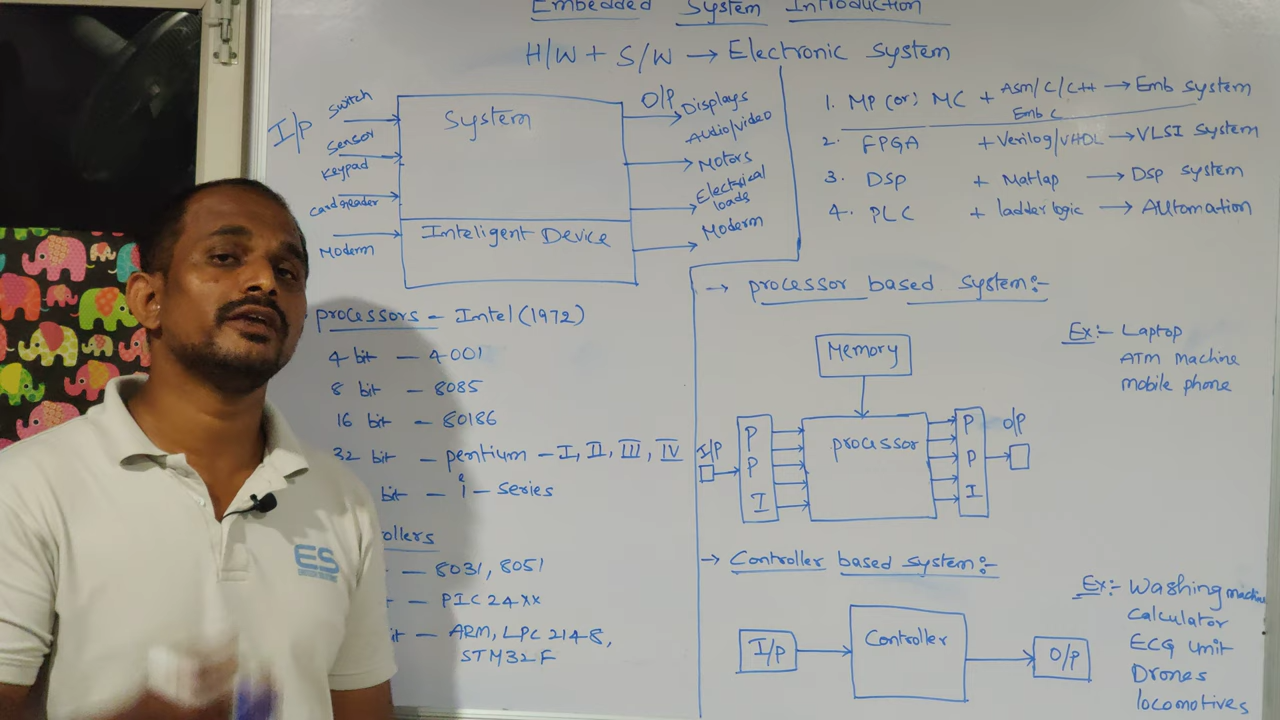 Embedded System Introduction
H/W + S/W → Electronic system
I/p
Switch
Sensor
Keypad
Card reader
Moderm
System
Inteligent Device
O/P
Displays
Audio/video
Motors
Electrical loads
Moderm
1. MP (or) MC + Asm/C/C++ → Emb system
Emb C
2. FPGA + Verilog/VHDL → VLSI system
3. DSP + Matlap → DSP system
4. PLC + ladder logic → Automation
processors - Intel (1972)
4 bit - 4001
8 bit - 8085
16 bit - 80186
32 bit - pentium - I, II, III, IV
bit - i - series
ollers
- 8031, 8051
- PIC 24xx
it - ARM, LPC 2148,
STM32F
→ processor based system:-
Memory
I/P
P
P
I
processor
P
P
I
O/P
Ex:- Laptop
ATM machine
mobile phone
→ Controller based system:-
I/p
Controller
O/p
Ex:- Washing machine
Calculator
ECG unit
Drones
locomotives
ES